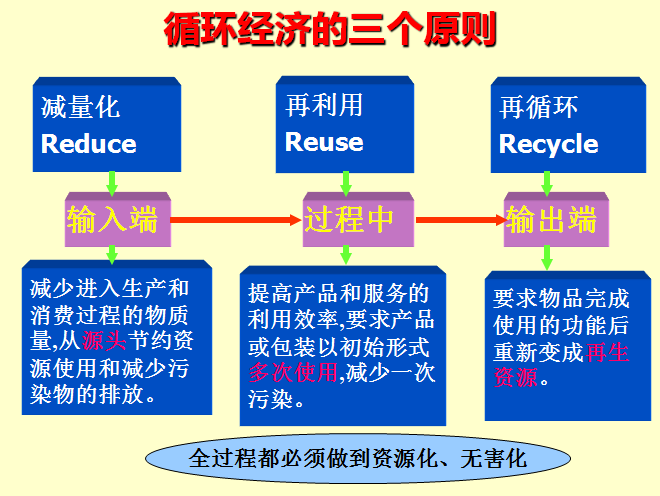 循环经济的三个原则
减量化
Reduce
再利用
Reuse
再循环
Recycle
输入端
过程中
输出端
减少进入生产和
消费过程的物质
量,从源头节约资
源使用和减少污
染物的排放。
提高产品和服务的
利用效率,要求产品
或包装以初始形式
多次使用,减少一次
污染。
要求物品完成
使用的功能后
重新变成再生
资源。
全过程都必须做到资源化、无害化